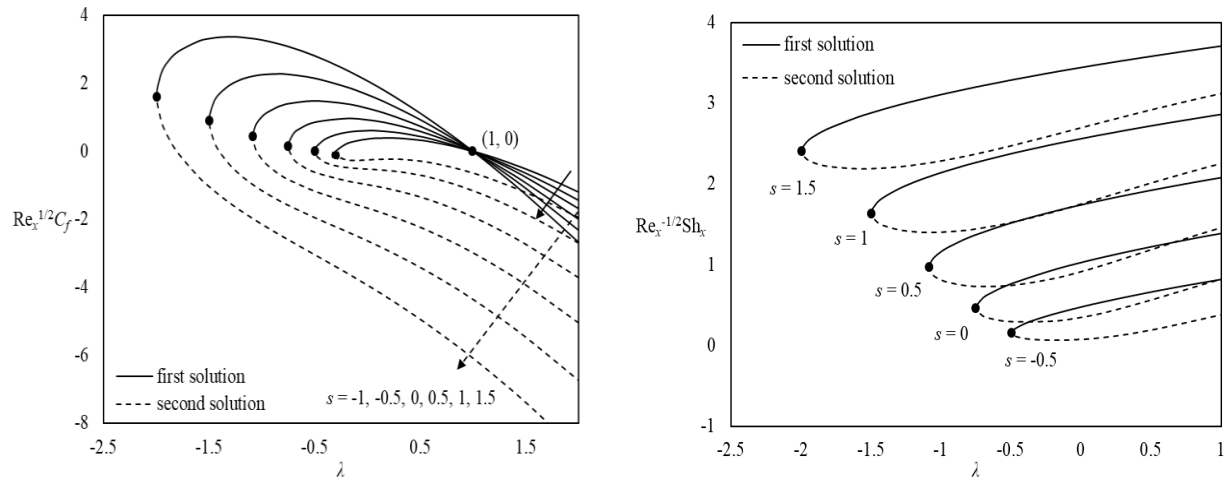 4
2
0
-2
-4
-6
-8
Re_x^{1/2}C_f
(1, 0)
first solution
second solution
s = -1, -0.5, 0, 0.5, 1, 1.5
-2.5
-1.5
-0.5
0.5
1.5
λ
4
3
2
1
0
-1
Re_x^{-1/2}Sh_x
first solution
second solution
s = 1.5
s = 1
s = 0.5
s = 0
s = -0.5
-2.5
-2
-1.5
-1
-0.5
0
0.5
1
λ